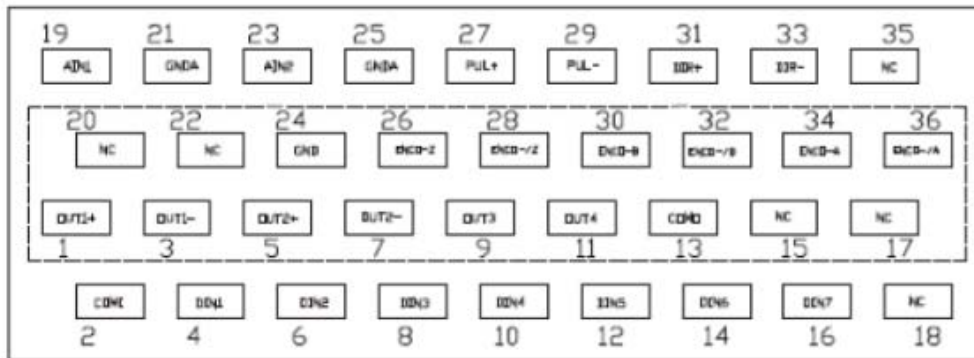 19 21 23 25 27 29 31 33 35
AIN1 GNDA AIN2 GNDA PUL+ PUL- DIR+ DIR- NC
20 22 24 26 28 30 32 34 36
NC NC GND ENCO-Z ENCO-/Z ENCO-B ENCO-/B ENCO-A ENCO-/A
OUT1+ OUT1- OUT2+ OUT2- OUT3 OUT4 COMO NC NC
1 3 5 7 9 11 13 15 17
COMI DIN1 DIN2 DIN3 DIN4 DIN5 DIN6 DIN7 NC
2 4 6 8 10 12 14 16 18